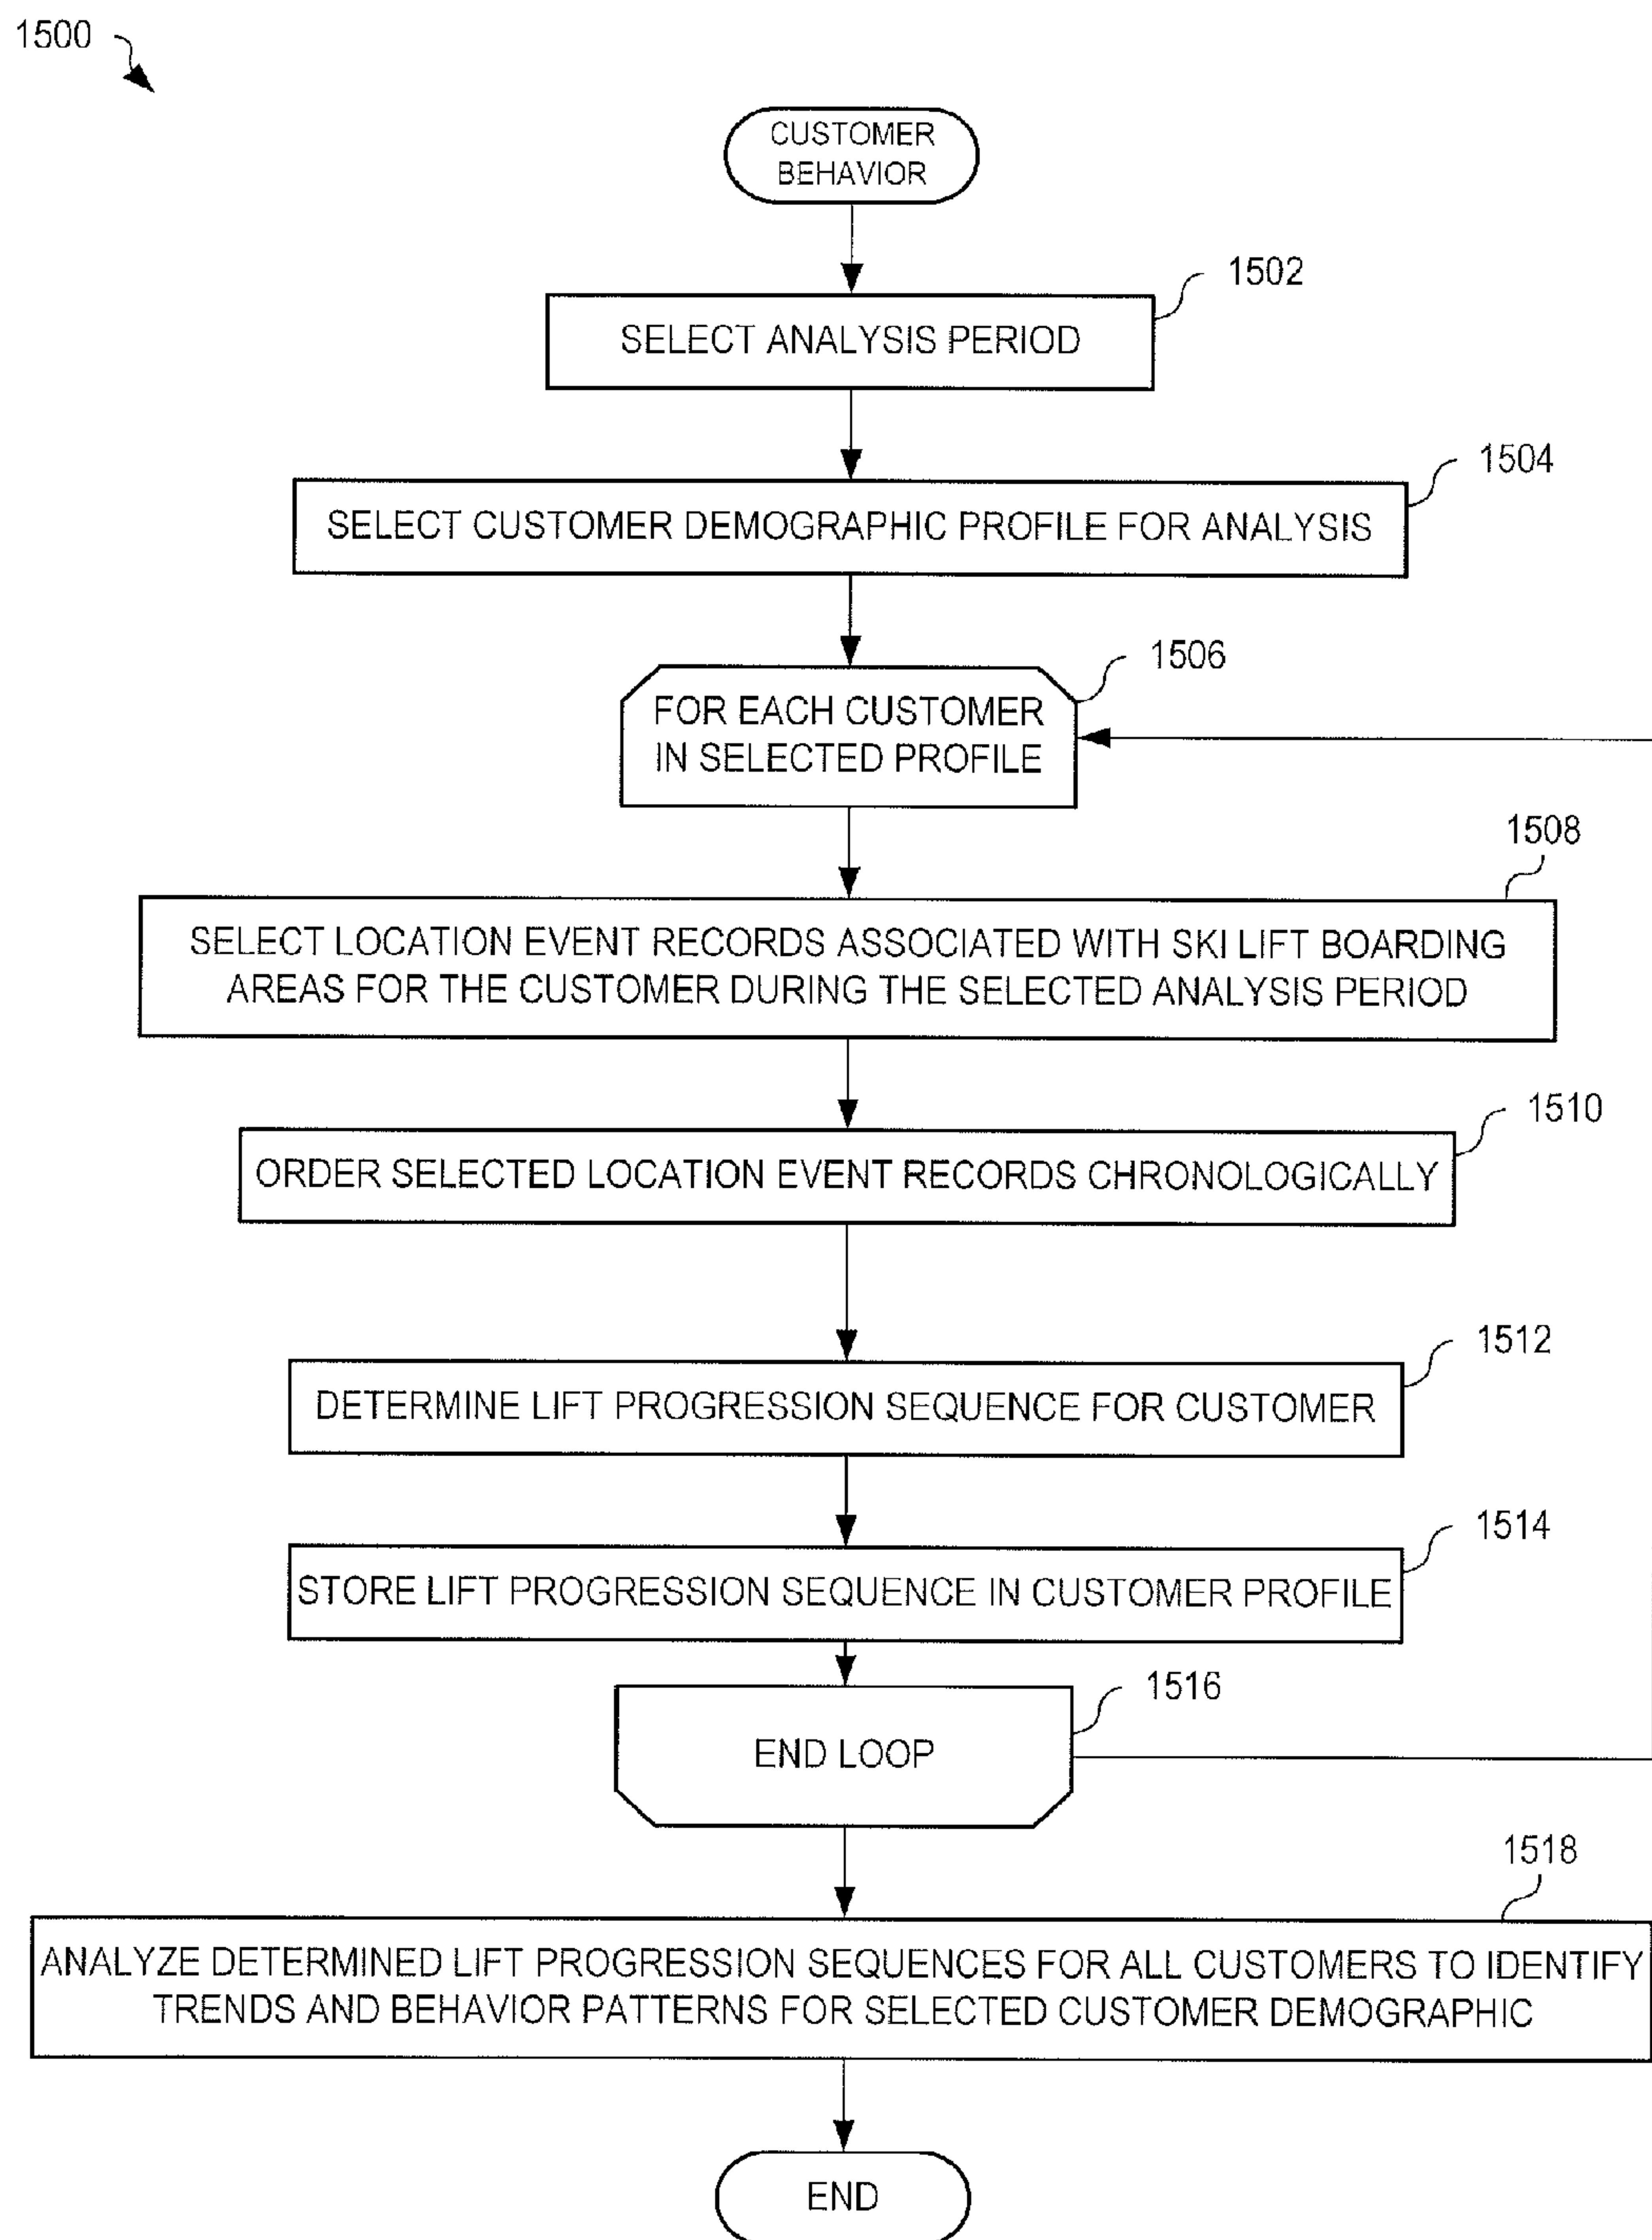 1500
CUSTOMER
BEHAVIOR
1502
SELECT ANALYSIS PERIOD
1504
SELECT CUSTOMER DEMOGRAPHIC PROFILE FOR ANALYSIS
1506
FOR EACH CUSTOMER
IN SELECTED PROFILE
1508
SELECT LOCATION EVENT RECORDS ASSOCIATED WITH SKI LIFT BOARDING
AREAS FOR THE CUSTOMER DURING THE SELECTED ANALYSIS PERIOD
1510
ORDER SELECTED LOCATION EVENT RECORDS CHRONOLOGICALLY
1512
DETERMINE LIFT PROGRESSION SEQUENCE FOR CUSTOMER
1514
STORE LIFT PROGRESSION SEQUENCE IN CUSTOMER PROFILE
1516
END LOOP
1518
ANALYZE DETERMINED LIFT PROGRESSION SEQUENCES FOR ALL CUSTOMERS TO IDENTIFY
TRENDS AND BEHAVIOR PATTERNS FOR SELECTED CUSTOMER DEMOGRAPHIC
END